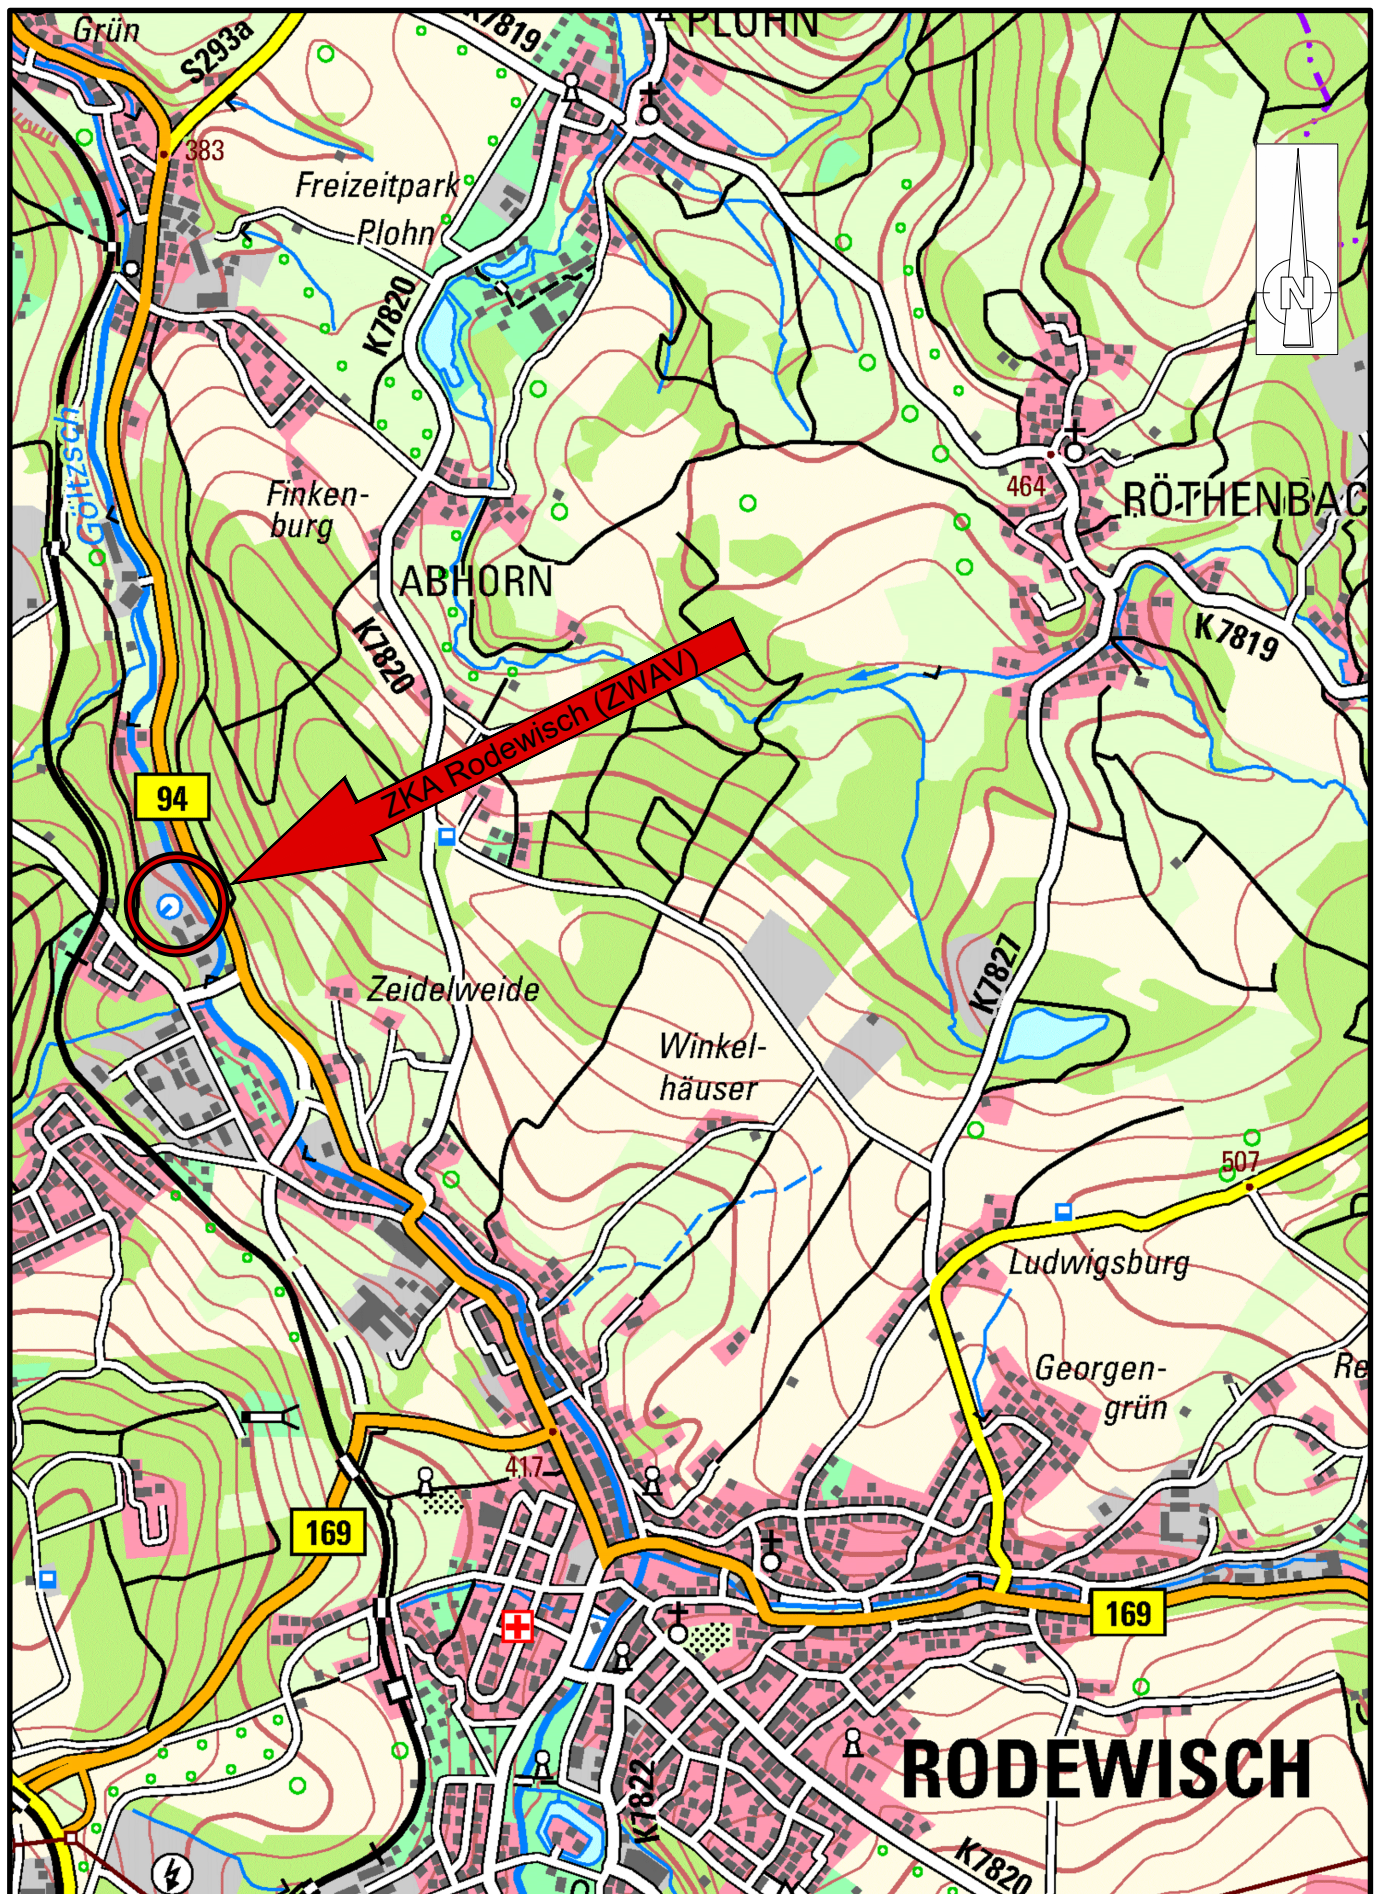 Grün
S293a
K7819
PLOHN
383
Freizeitpark
Plohn
K7820
Göltzsch
Finken-
burg
ABHORN
K7820
464
RÖTHENBAC
K7819
N
ZKA Rodewisch (ZWAV)
94
Zeidelweide
K7827
Winkel-
häuser
507
Ludwigsburg
Georgen-
grün
Re
417
169
169
RODEWISCH
K7822
K7820